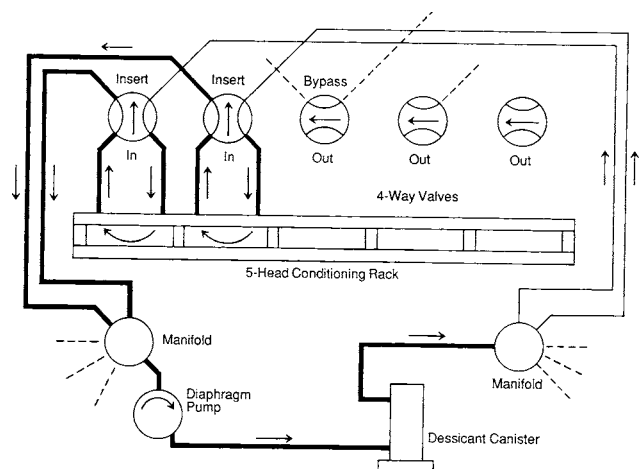 Insert
Insert
Bypass
In
In
Out
Out
Out
4-Way Valves
5-Head Conditioning Rack
Manifold
Manifold
Diaphragm
Pump
Dessicant Canister